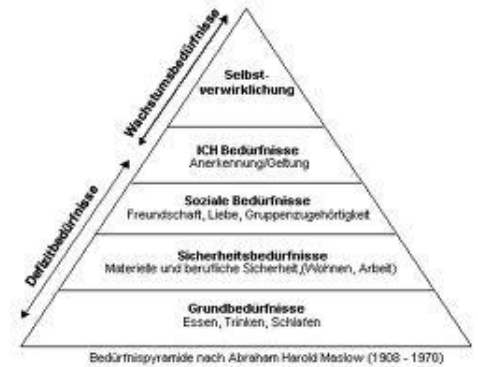 Wachstumsbedürfnisse
Defizitbedürfnisse
Selbst-
verwirklichung
ICH Bedürfnisse
Anerkennung/Geltung
Soziale Bedürfnisse
Freundschaft, Liebe, Gruppenzugehörtigkeit
Sicherheitsbedürfnisse
Materielle und berufliche Sicherheit,(Wohnen, Arbeit)
Grundbedürfnisse
Essen, Trinken, Schlafen
Bedürfnispyramide nach Abraham Harold Maslow (1908 - 1970)